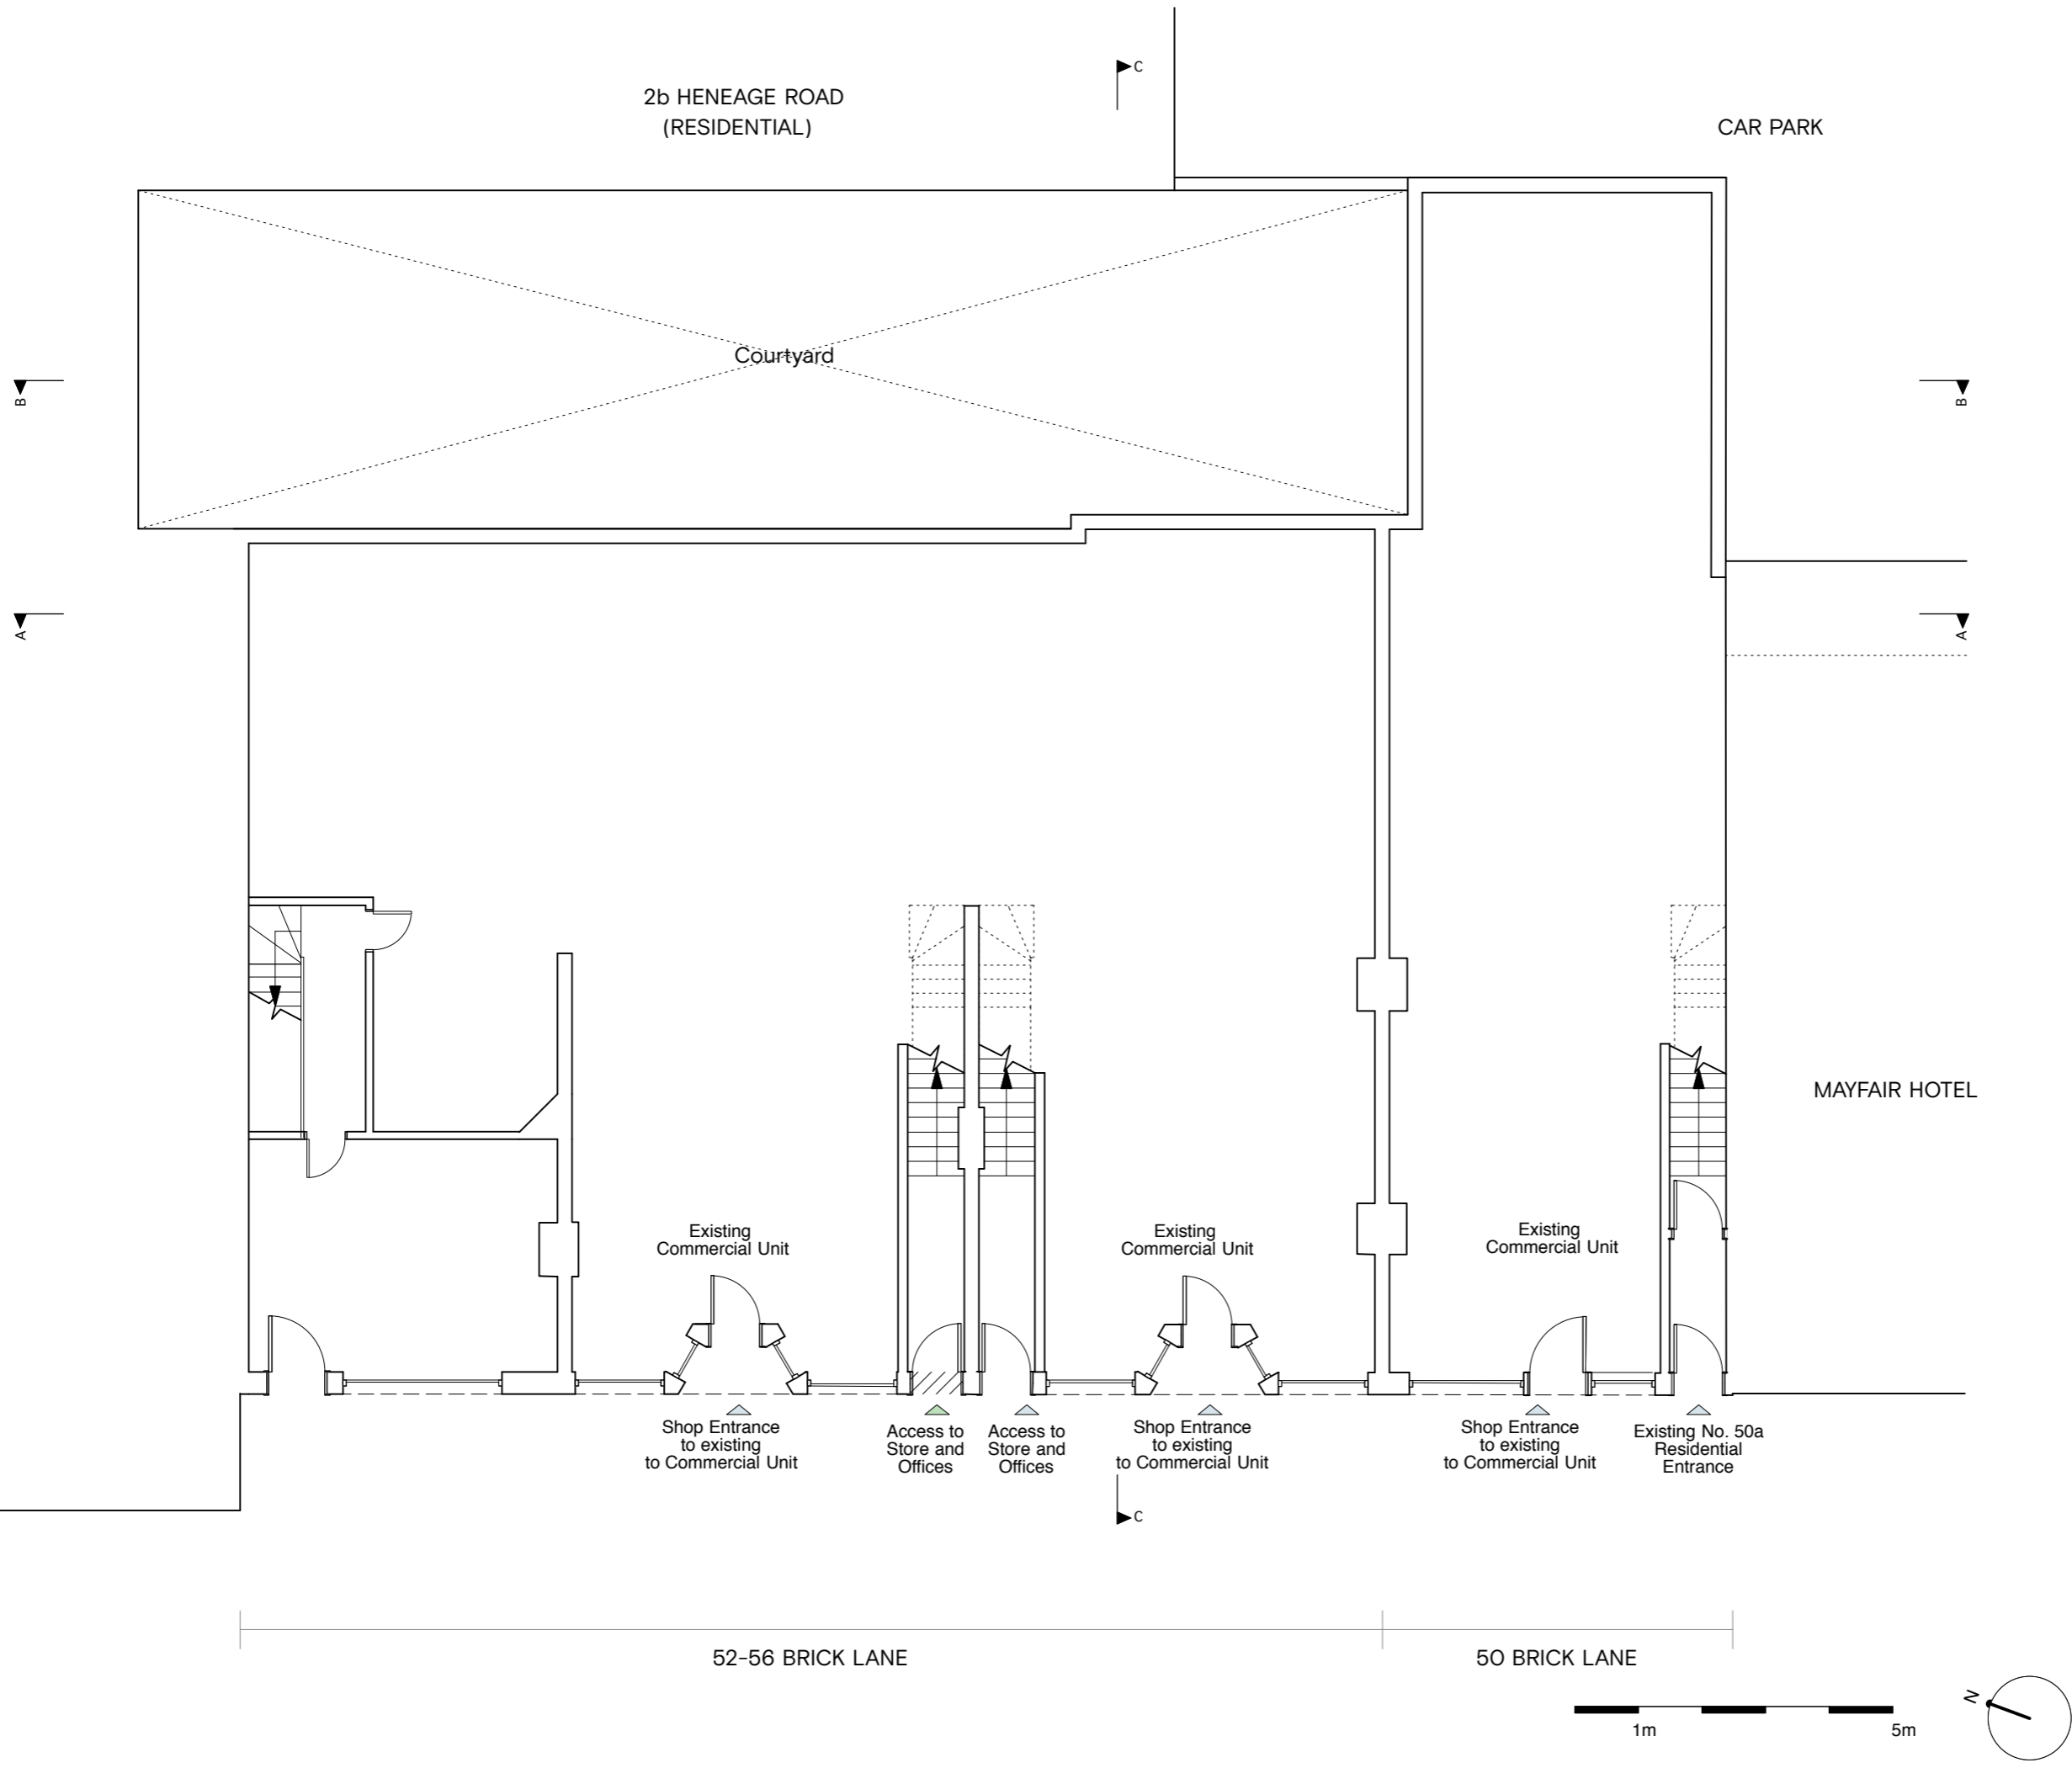 C
2b HENEAGE ROAD
(RESIDENTIAL)
CAR PARK
Courtyard
B
B
A
A
MAYFAIR HOTEL
Existing
Commercial Unit
Existing
Commercial Unit
Existing
Commercial Unit
Shop Entrance
to existing
to Commercial Unit
Access to
Store and
Offices
Access to
Store and
Offices
Shop Entrance
to existing
to Commercial Unit
Shop Entrance
to existing
to Commercial Unit
Existing No. 50a
Residential
Entrance
C
52-56 BRICK LANE
50 BRICK LANE
N
1m
5m